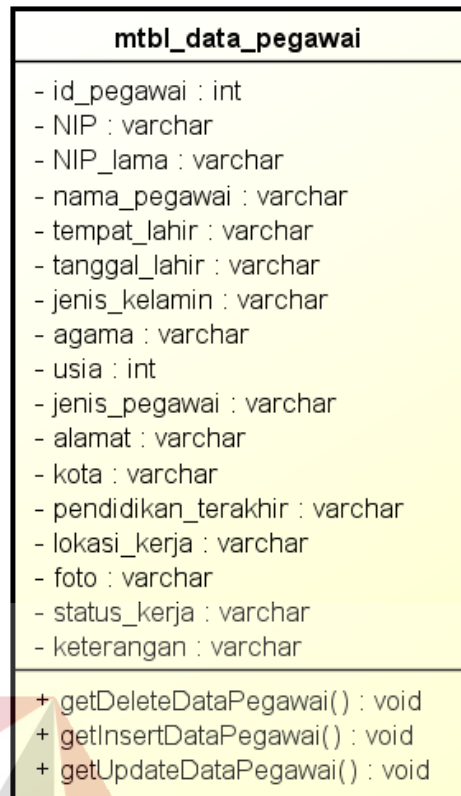 mtbl_data_pegawai
- id_pegawai : int
- NIP : varchar
- NIP_lama : varchar
- nama_pegawai : varchar
- tempat_lahir : varchar
- tanggal_lahir : varchar
- jenis_kelamin : varchar
- agama : varchar
- usia : int
- jenis_pegawai : varchar
- alamat : varchar
- kota : varchar
- pendidikan_terakhir : varchar
- lokasi_kerja : varchar
- foto : varchar
- status_kerja : varchar
- keterangan : varchar
+ getDeleteDataPegawai() : void
+ getInsertDataPegawai() : void
+ getUpdateDataPegawai() : void